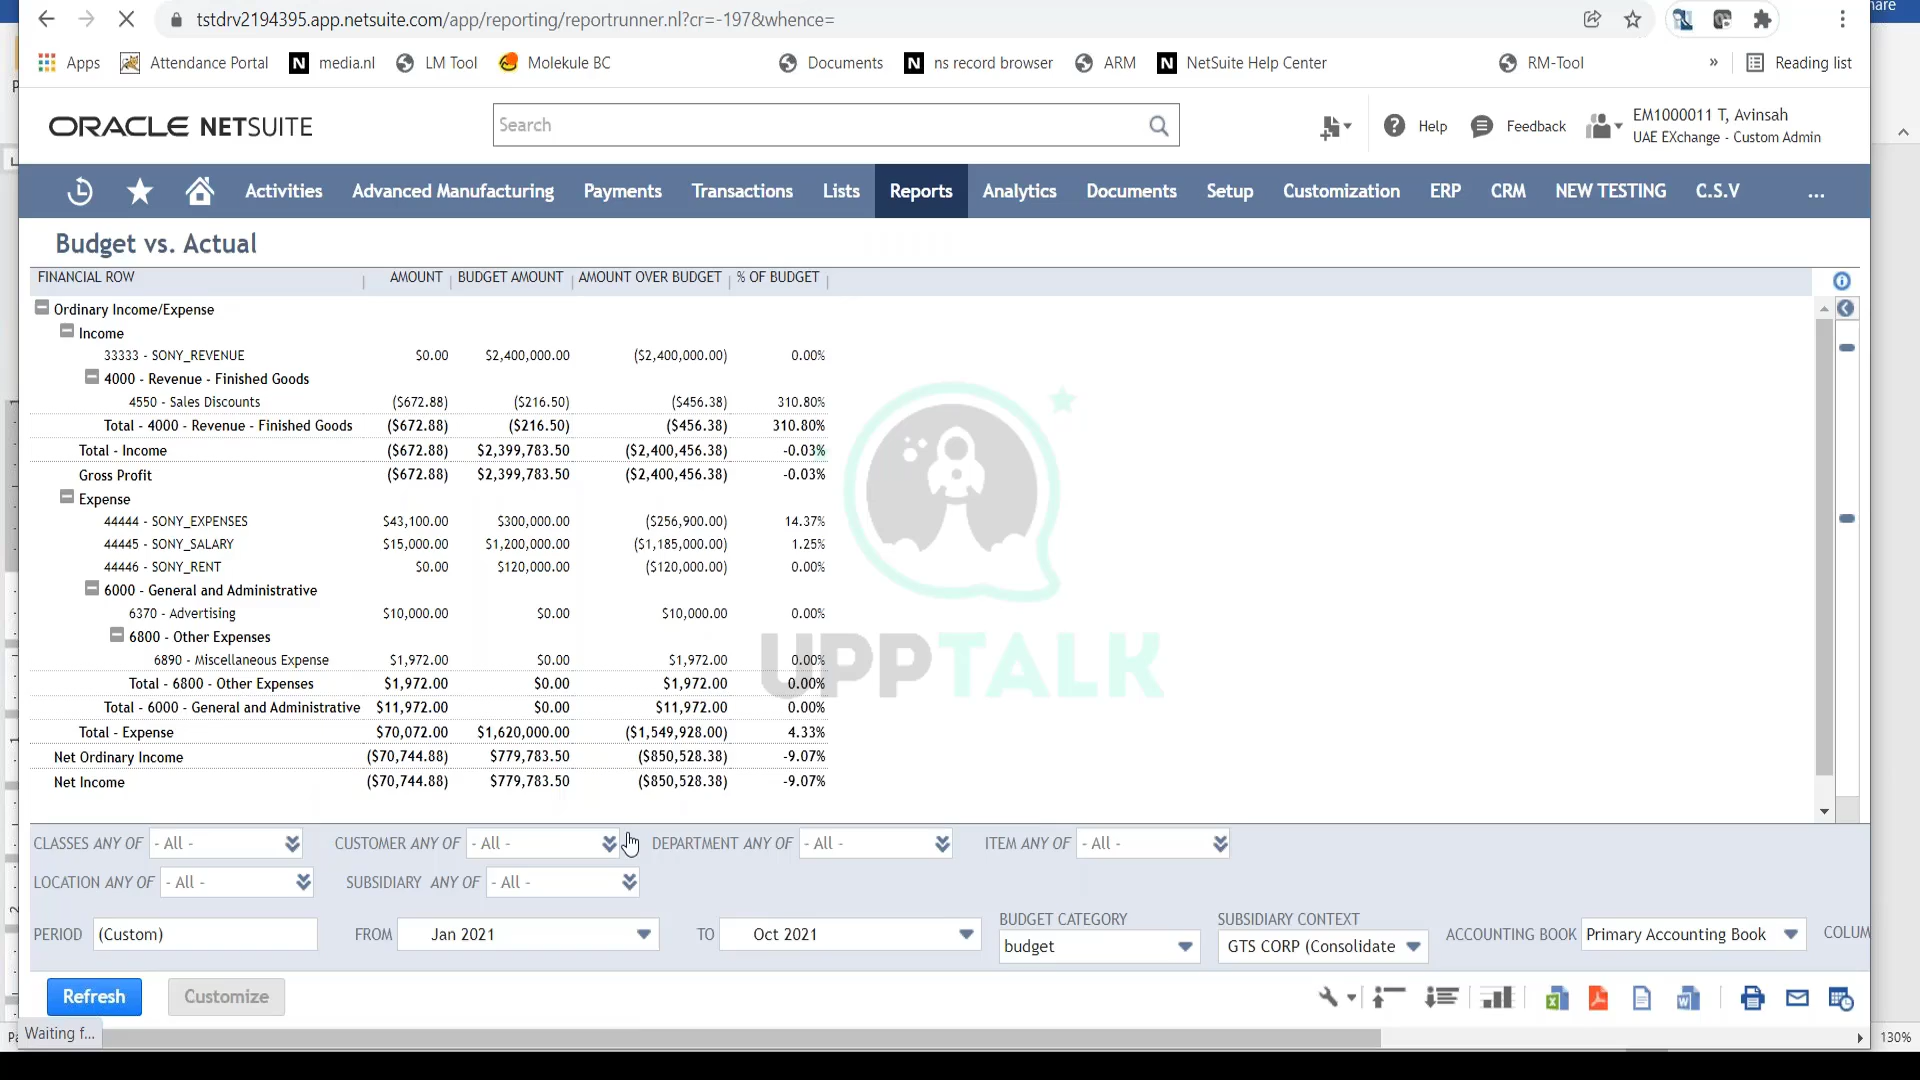 hare
tstdrv2194395.app.netsuite.com/app/reporting/reportrunner.nl?cr=-197&whence=
Apps Attendance Portal N media.nl LM Tool Molekule BC Documents N ns record browser ARM N NetSuite Help Center RM-Tool » Reading list
ORACLE NETSUITE Search Help Feedback EM1000011 T, Avinsah
UAE EXchange - Custom Admin
Activities Advanced Manufacturing Payments Transactions Lists Reports Analytics Documents Setup Customization ERP CRM NEW TESTING C.S.V ...
Budget vs. Actual
FINANCIAL ROW AMOUNT BUDGET AMOUNT AMOUNT OVER BUDGET % OF BUDGET
Ordinary Income/Expense
Income
33333 - SONY_REVENUE $0.00 $2,400,000.00 ($2,400,000.00) 0.00%
4000 - Revenue - Finished Goods
4550 - Sales Discounts ($672.88) ($216.50) ($456.38) 310.80%
Total - 4000 - Revenue - Finished Goods ($672.88) ($216.50) ($456.38) 310.80%
Total - Income ($672.88) $2,399,783.50 ($2,400,456.38) -0.03%
Gross Profit ($672.88) $2,399,783.50 ($2,400,456.38) -0.03%
Expense
44444 - SONY_EXPENSES $43,100.00 $300,000.00 ($256,900.00) 14.37%
44445 - SONY_SALARY $15,000.00 $1,200,000.00 ($1,185,000.00) 1.25%
44446 - SONY_RENT $0.00 $120,000.00 ($120,000.00) 0.00%
6000 - General and Administrative
6370 - Advertising $10,000.00 $0.00 $10,000.00 0.00%
6800 - Other Expenses
6890 - Miscellaneous Expense $1,972.00 $0.00 $1,972.00 0.00%
Total - 6800 - Other Expenses $1,972.00 $0.00 $1,972.00 0.00%
Total - 6000 - General and Administrative $11,972.00 $0.00 $11,972.00 0.00%
Total - Expense $70,072.00 $1,620,000.00 ($1,549,928.00) 4.33%
Net Ordinary Income ($70,744.88) $779,783.50 ($850,528.38) -9.07%
Net Income ($70,744.88) $779,783.50 ($850,528.38) -9.07%
UPPTALK
CLASSES ANY OF - All - CUSTOMER ANY OF - All - DEPARTMENT ANY OF - All - ITEM ANY OF - All -
LOCATION ANY OF - All - SUBSIDIARY ANY OF - All -
BUDGET CATEGORY SUBSIDIARY CONTEXT
PERIOD (Custom) FROM Jan 2021 TO Oct 2021 budget GTS CORP (Consolidate ACCOUNTING BOOK Primary Accounting Book COLUM
Refresh Customize
Waiting f... 130%